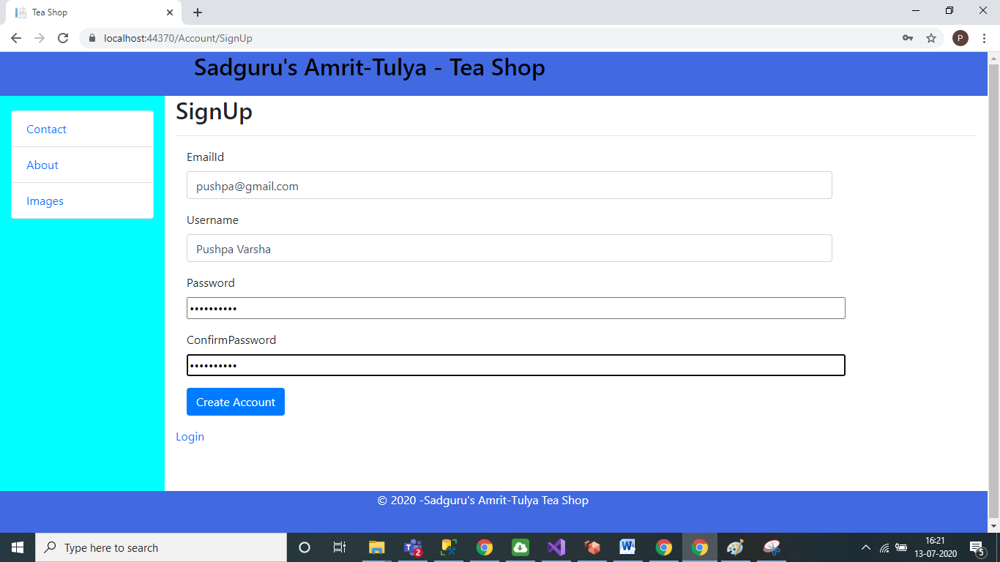 Tea Shop
localhost:44370/Account/SignUp
P
Sadguru's Amrit-Tulya - Tea Shop
Contact
About
Images
SignUp
EmailId
pushpa@gmail.com
Username
Pushpa Varsha
Password
••••••••••
ConfirmPassword
••••••••••
Create Account
Login
© 2020 -Sadguru's Amrit-Tulya Tea Shop
Type here to search
2
W
16:21
13-07-2020
5